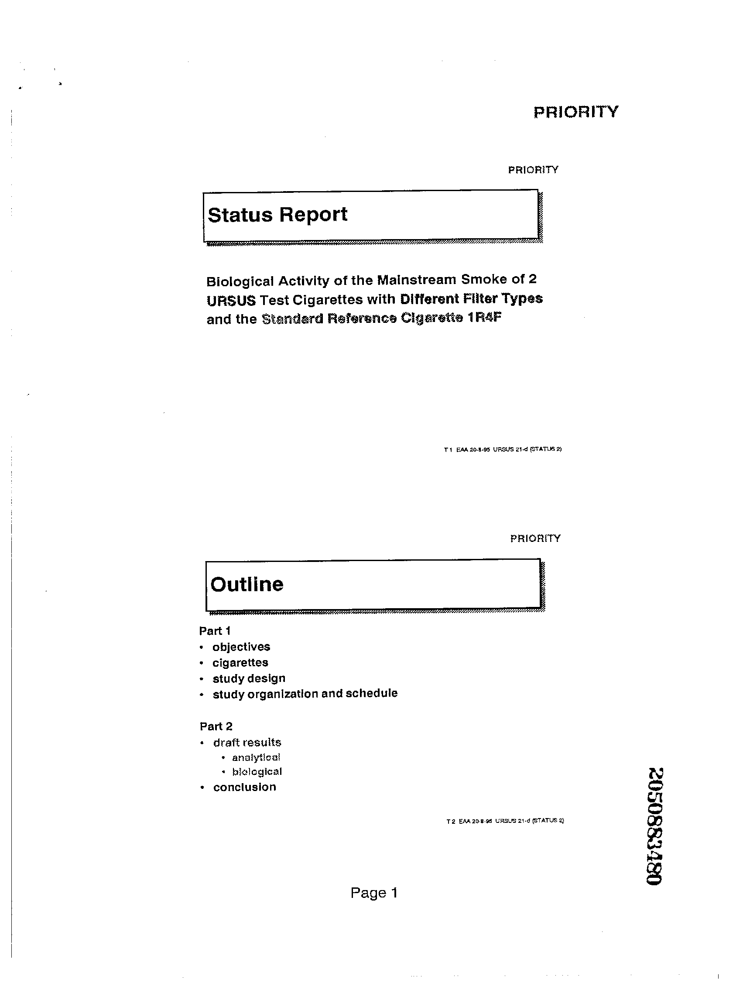 PRIORITY
PRIORITY
Status Report
Biological Activity of the Mainstream Smoke of 2
URSUS Test Cigarettes with Different Filter Types
and the Standard Reference Cigarette 1R4F
T 1 EAA 20-8-95 URSUS 21-d (STATUS 2)
PRIORITY
Outline
Part 1
• objectives
• cigarettes
• study design
• study organization and schedule
Part 2
• draft results
• analytical
• biological
• conclusion
T 2 EAA 20-8-95 URSUS 21-d (STATUS 2)
2050883480
Page 1